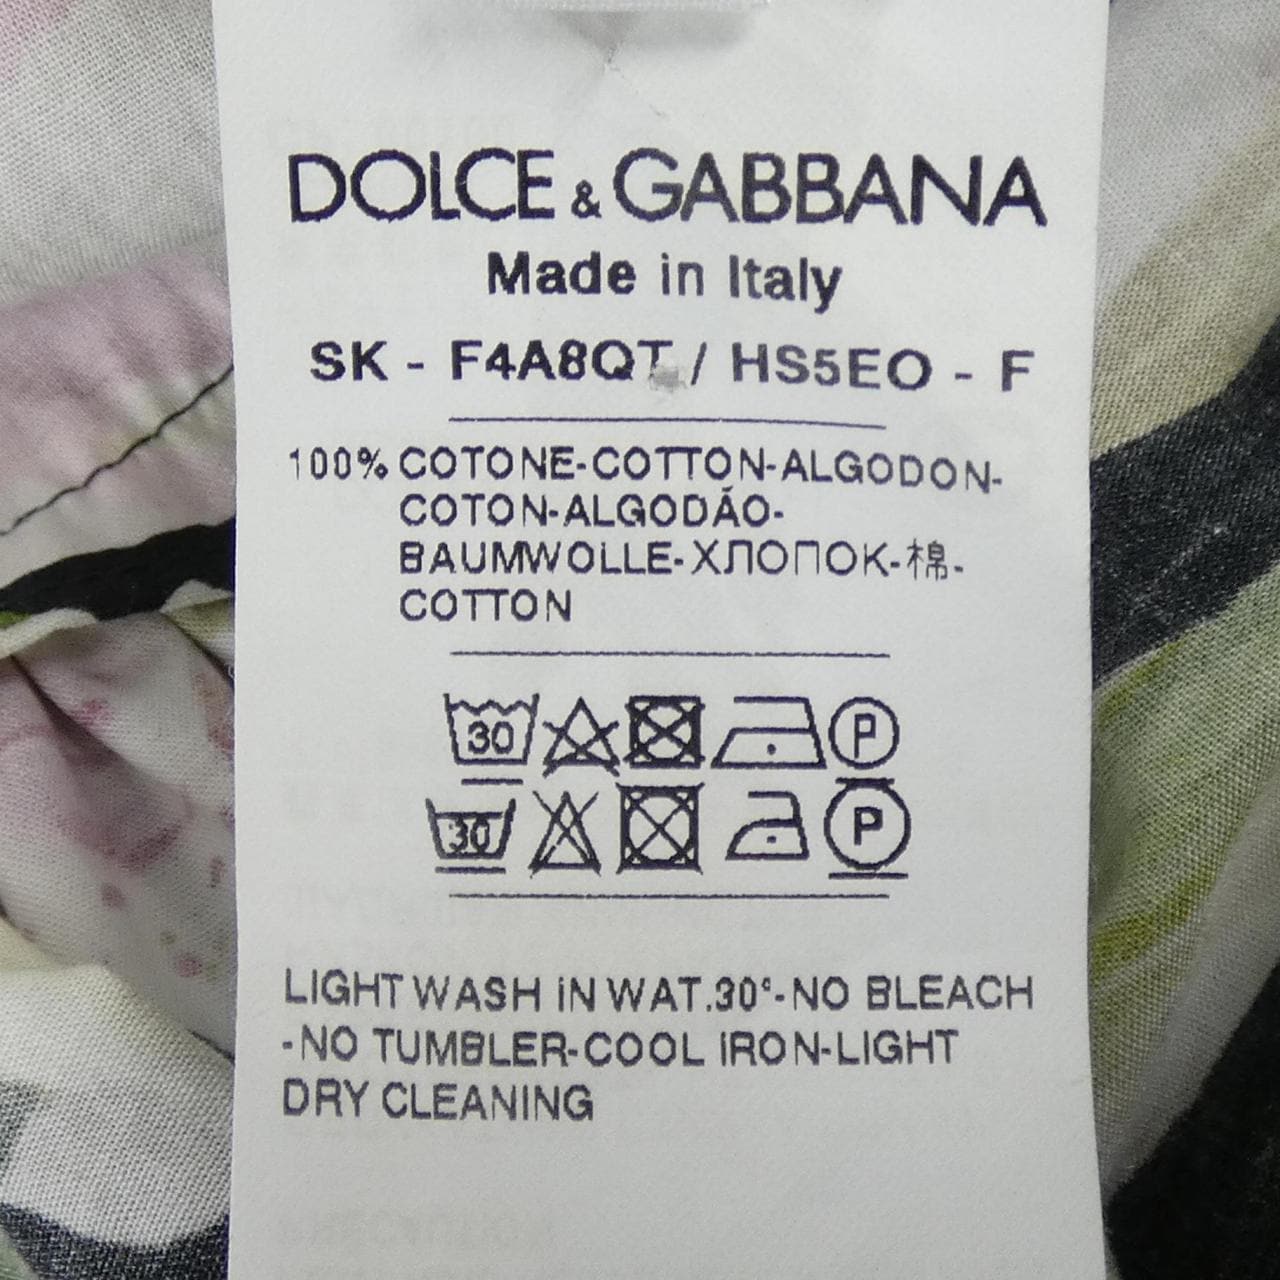 DOLCE & GABBANA
Made in Italy
SK - F4A8QT / HS5EO - F
100% COTONE-COTTON-ALGODON-
COTON-ALGODÃO-
BAUMWOLLE-ХЛОПОК-棉-
COTTON
30 P
30 P
LIGHT WASH IN WAT.30°-NO BLEACH
-NO TUMBLER-COOL IRON-LIGHT
DRY CLEANING